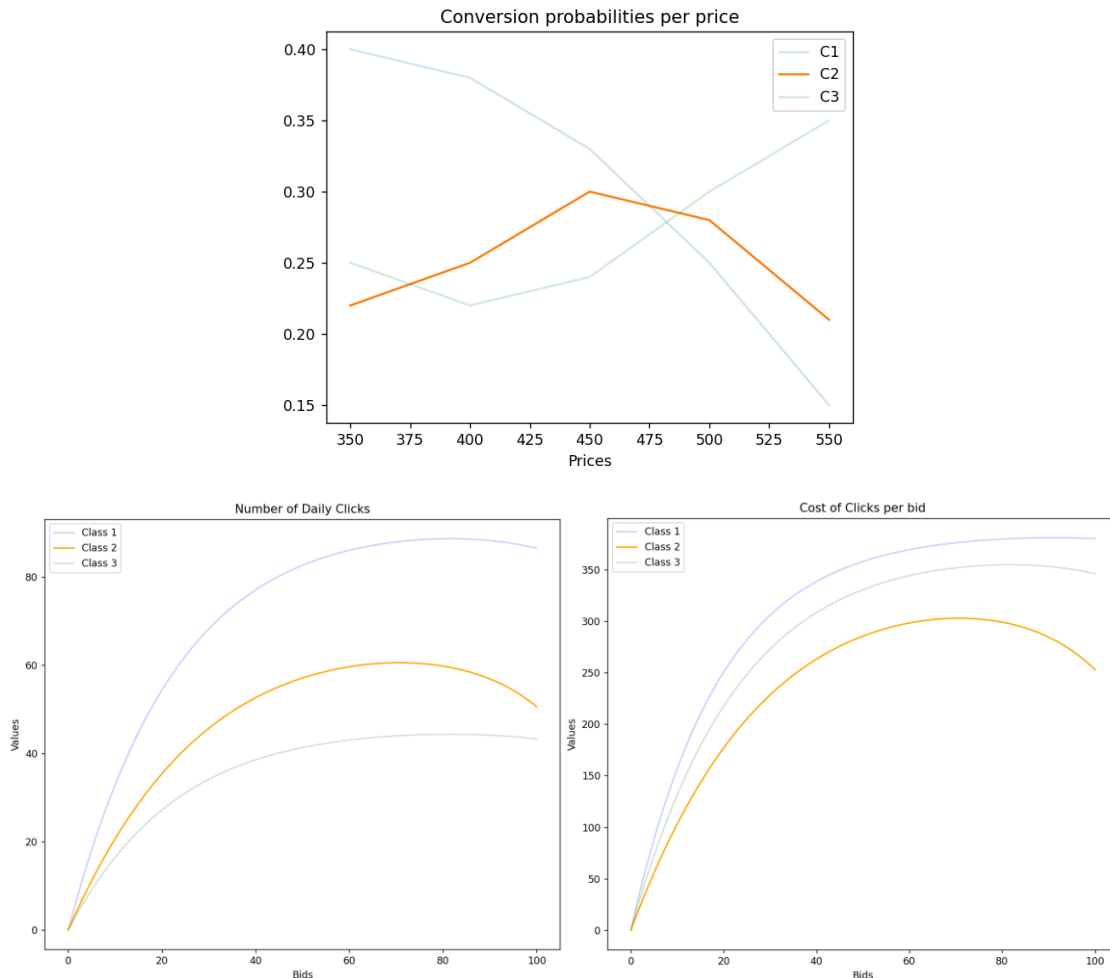 Conversion probabilities per price
0.40
0.35
0.30
0.25
0.20
0.15
C1
C2
C3
350 375 400 425 450 475 500 525 550
Prices
Number of Daily Clicks
Class 1
Class 2
Class 3
80
60
40
20
0
Values
0 20 40 60 80 100
Bids
Cost of Clicks per bid
Class 1
Class 2
Class 3
350
300
250
200
150
100
50
0
Values
0 20 40 60 80 100
Bids